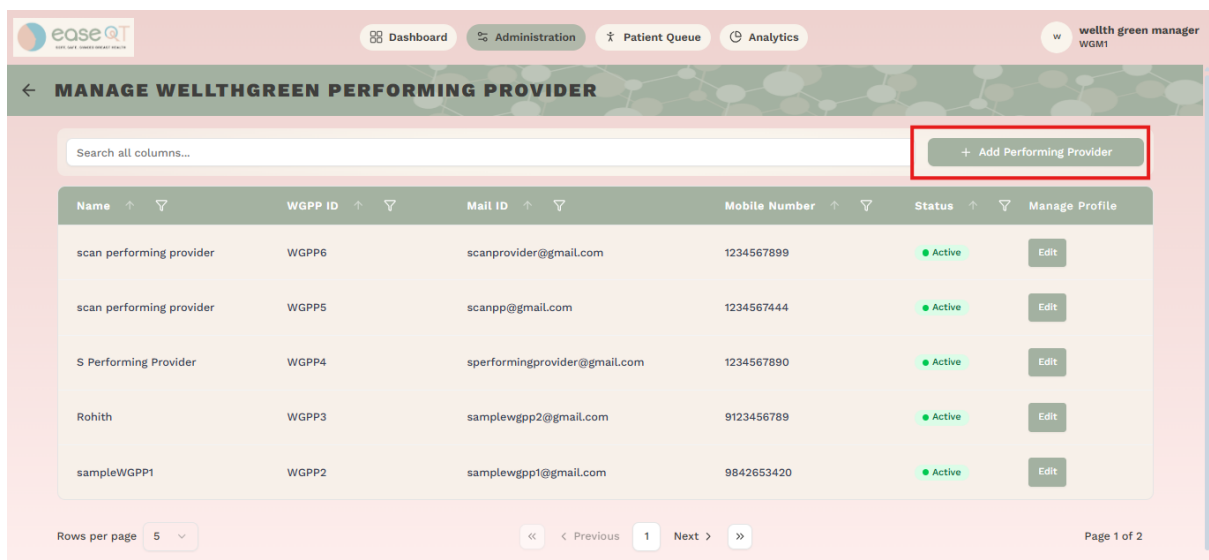 ease QT
Dashboard
Administration
Patient Queue
Analytics
W
wellth green manager
WGM1
MANAGE WELLTHGREEN PERFORMING PROVIDER
Search all columns...
+ Add Performing Provider
Name WGPP ID Mail ID Mobile Number Status Manage Profile
scan performing provider WGPP6 scanprovider@gmail.com 1234567899 Active Edit
scan performing provider WGPP5 scanpp@gmail.com 1234567444 Active Edit
S Performing Provider WGPP4 sperformingprovider@gmail.com 1234567890 Active Edit
Rohith WGPP3 samplewgpp2@gmail.com 9123456789 Active Edit
sampleWGPP1 WGPP2 samplewgpp1@gmail.com 9842653420 Active Edit
Rows per page 5 « < Previous 1 Next > » Page 1 of 2